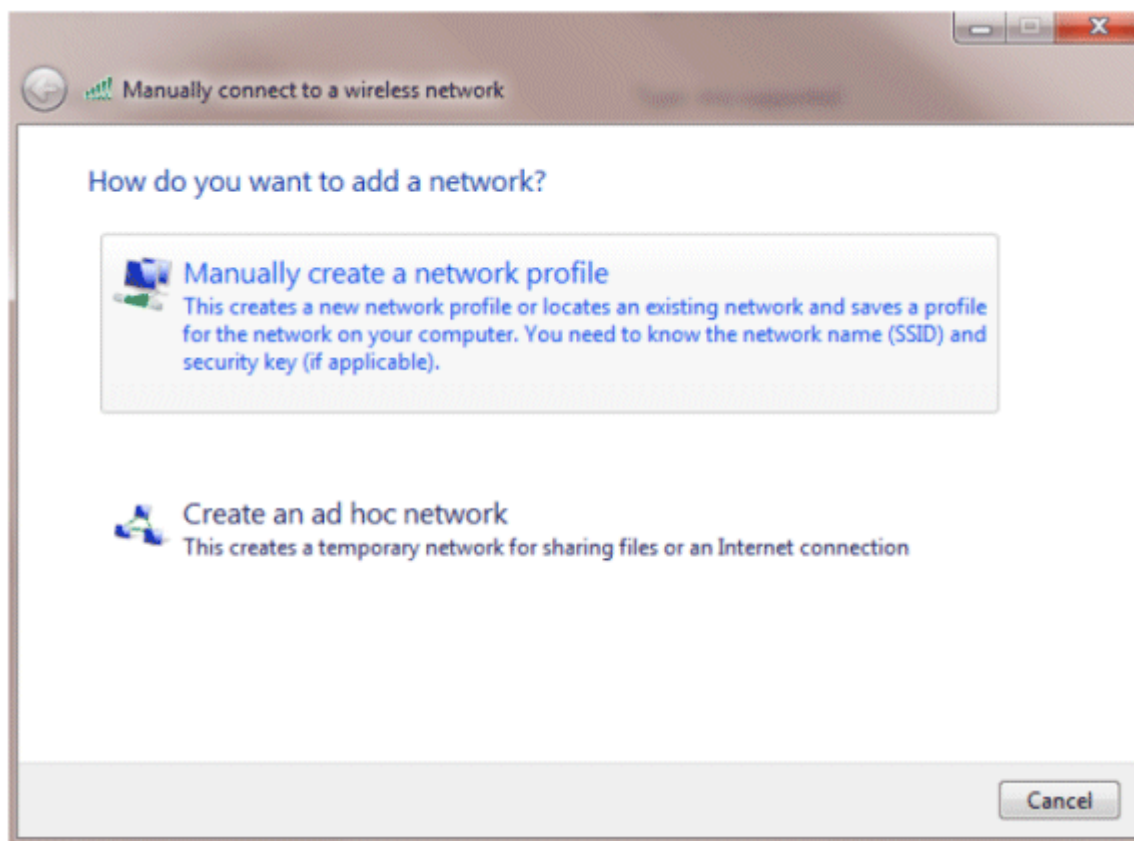 Manually connect to a wireless network
How do you want to add a network?
Manually create a network profile
This creates a new network profile or locates an existing network and saves a profile
for the network on your computer. You need to know the network name (SSID) and
security key (if applicable).
Create an ad hoc network
This creates a temporary network for sharing files or an Internet connection
Cancel